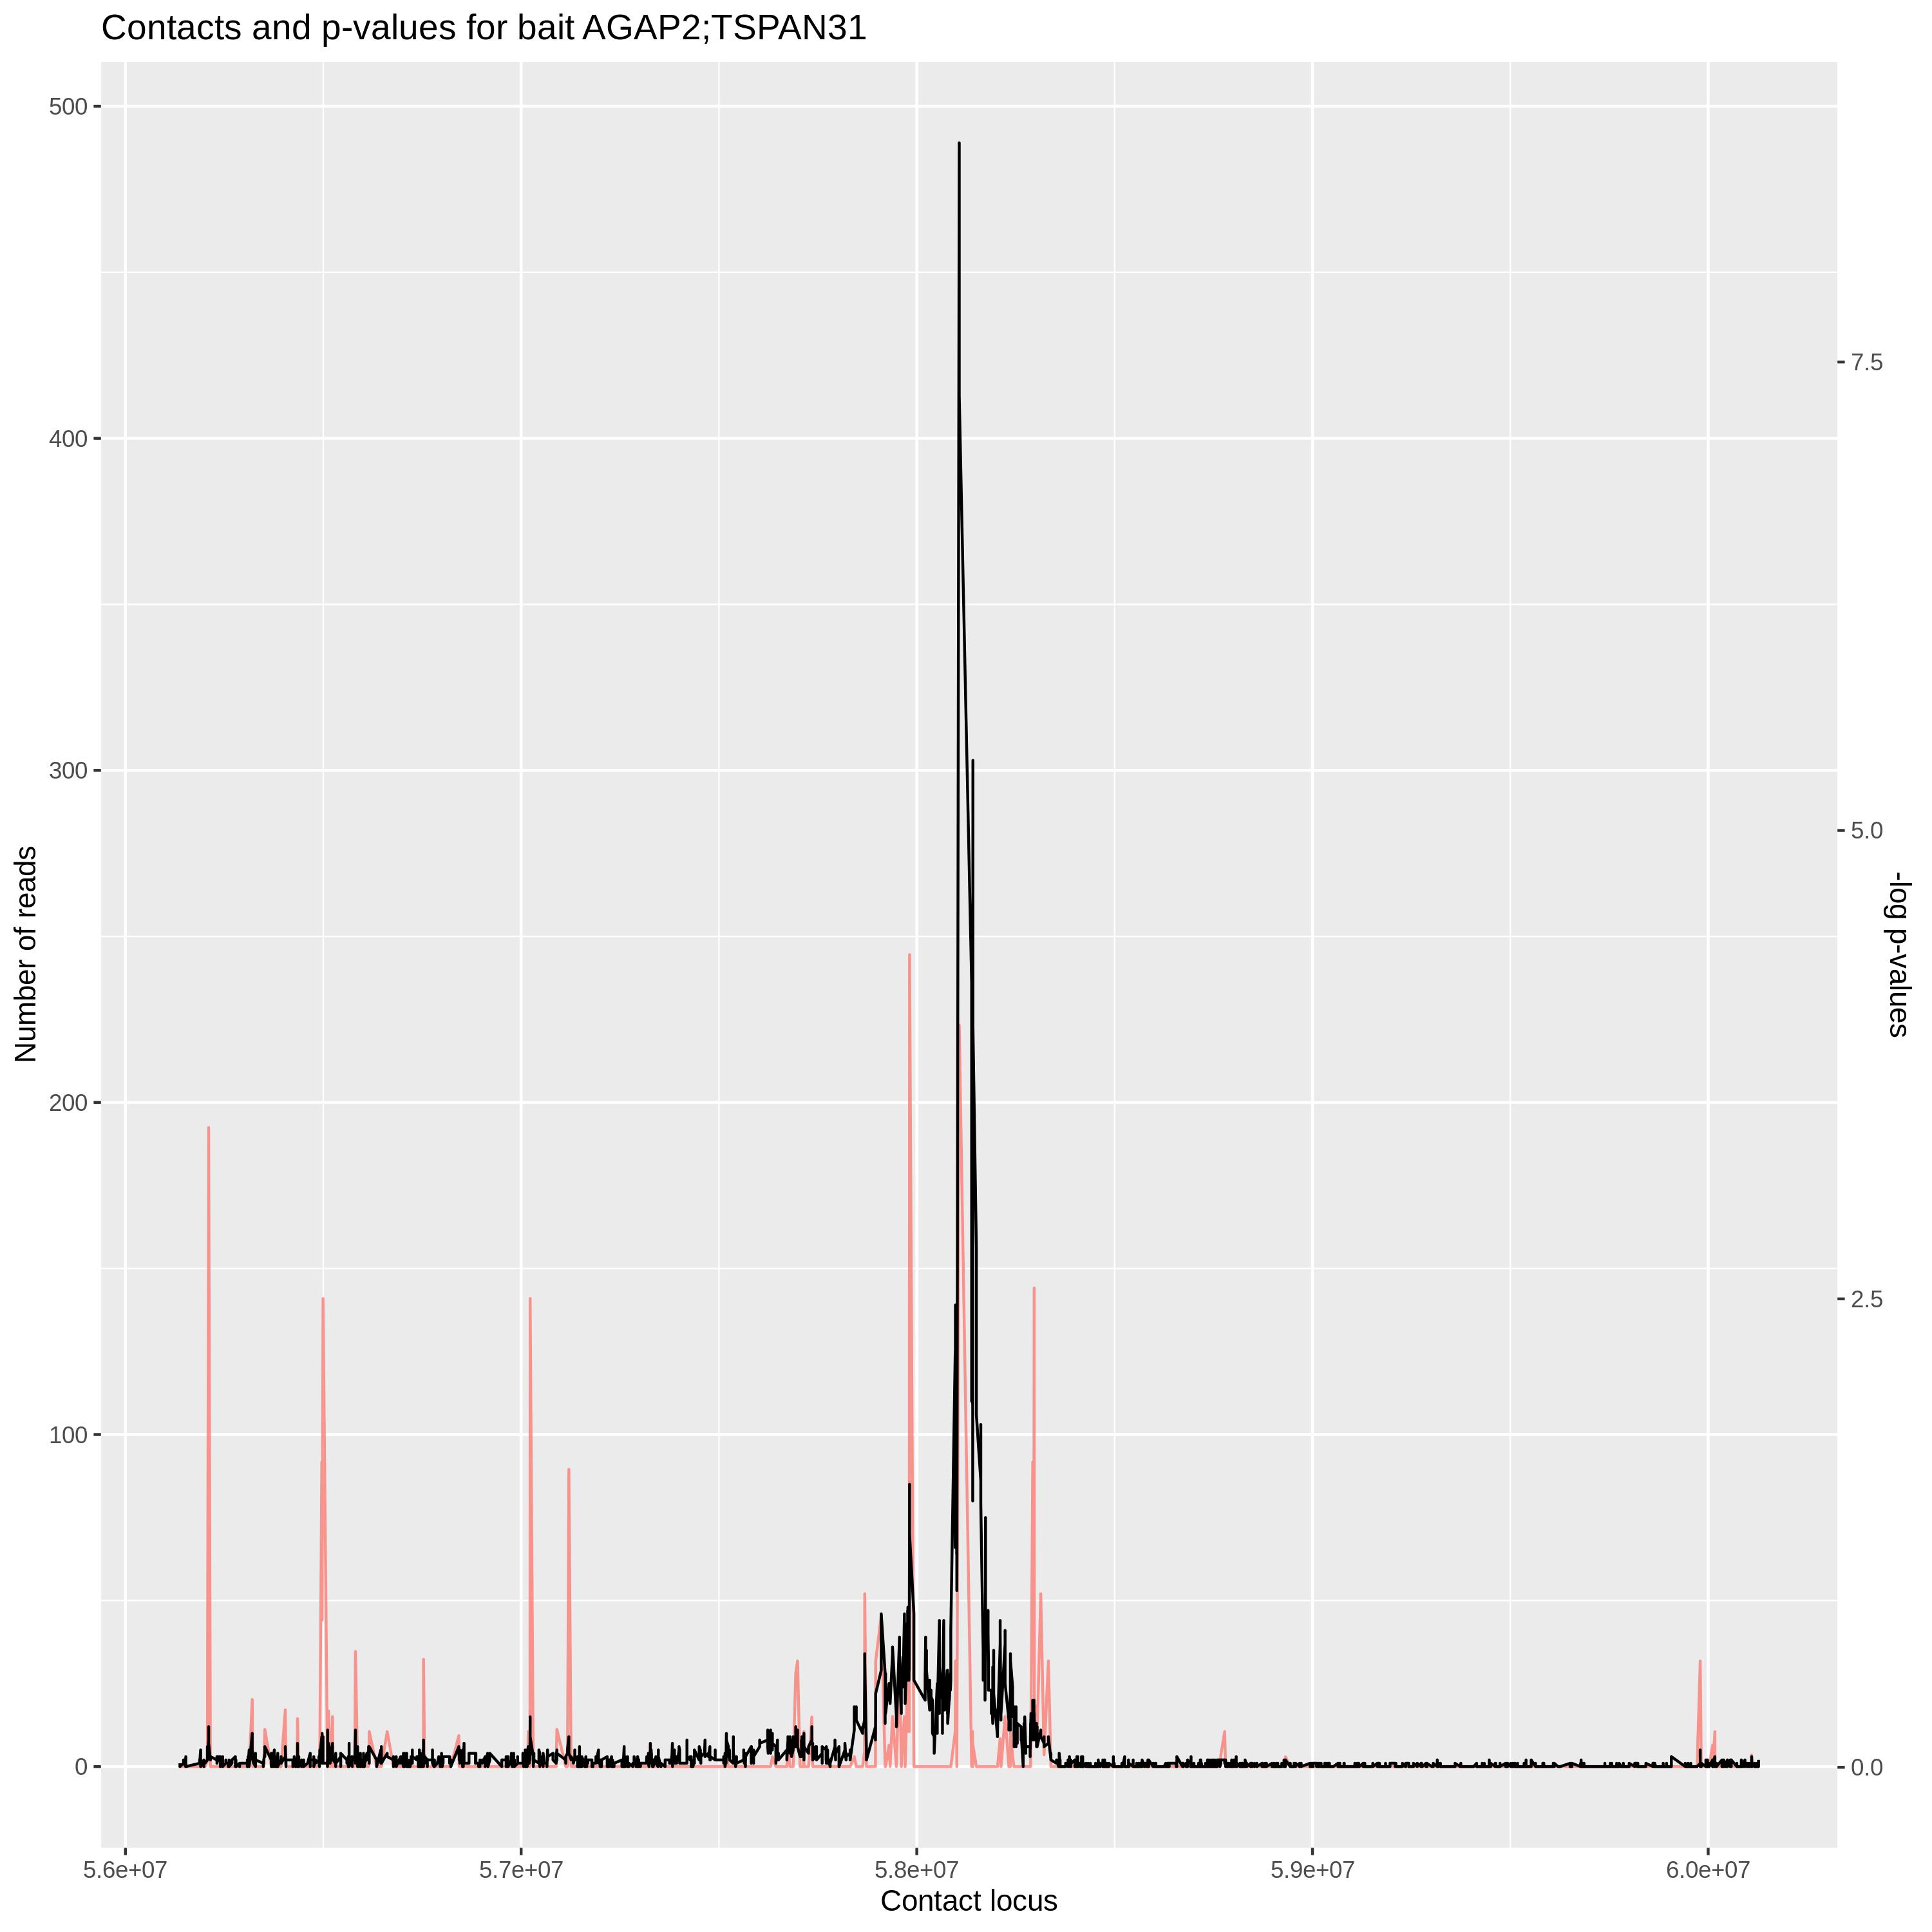 Contacts and p-values for bait AGAP2;TSPAN31
500
400
300
200
100
0
Number of reads
7.5
5.0
2.5
0.0
-log p-values
5.6e+07
5.7e+07
5.8e+07
5.9e+07
6.0e+07
Contact locus